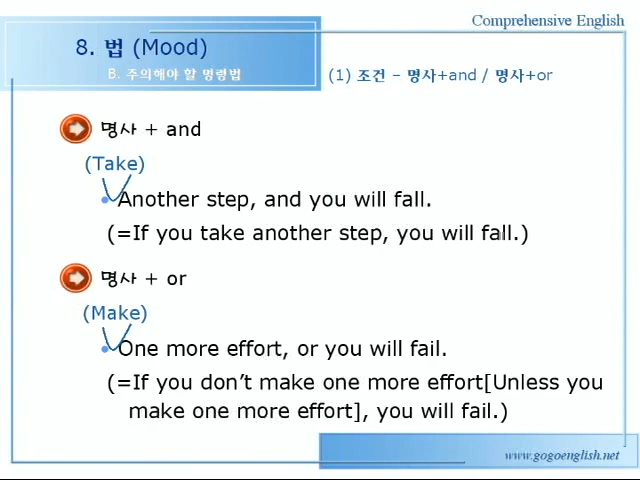 Comprehensive English
8. 법 (Mood)
B. 주의해야 할 명령법
(1) 조건 – 명사+and / 명사+or
명사 + and
(Take)
Another step, and you will fall.
(=If you take another step, you will fall.)
명사 + or
(Make)
One more effort, or you will fail.
(=If you don't make one more effort[Unless you
make one more effort], you will fail.)
www.gogoenglish.net